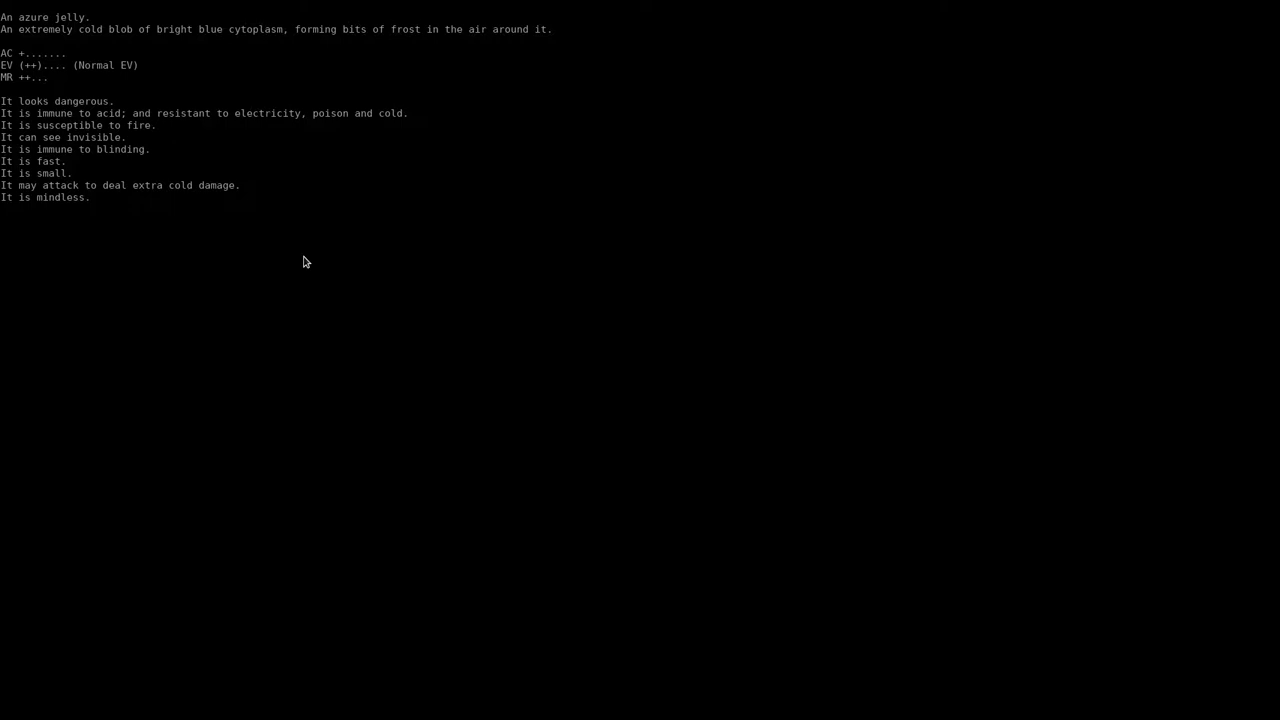 An azure jelly.
An extremely cold blob of bright blue cytoplasm, forming bits of frost in the air around it.
AC +.......
EV (++).... (Normal EV)
MR ++...
It looks dangerous.
It is immune to acid; and resistant to electricity, poison and cold.
It is susceptible to fire.
It can see invisible.
It is immune to blinding.
It is fast.
It is small.
It may attack to deal extra cold damage.
It is mindless.